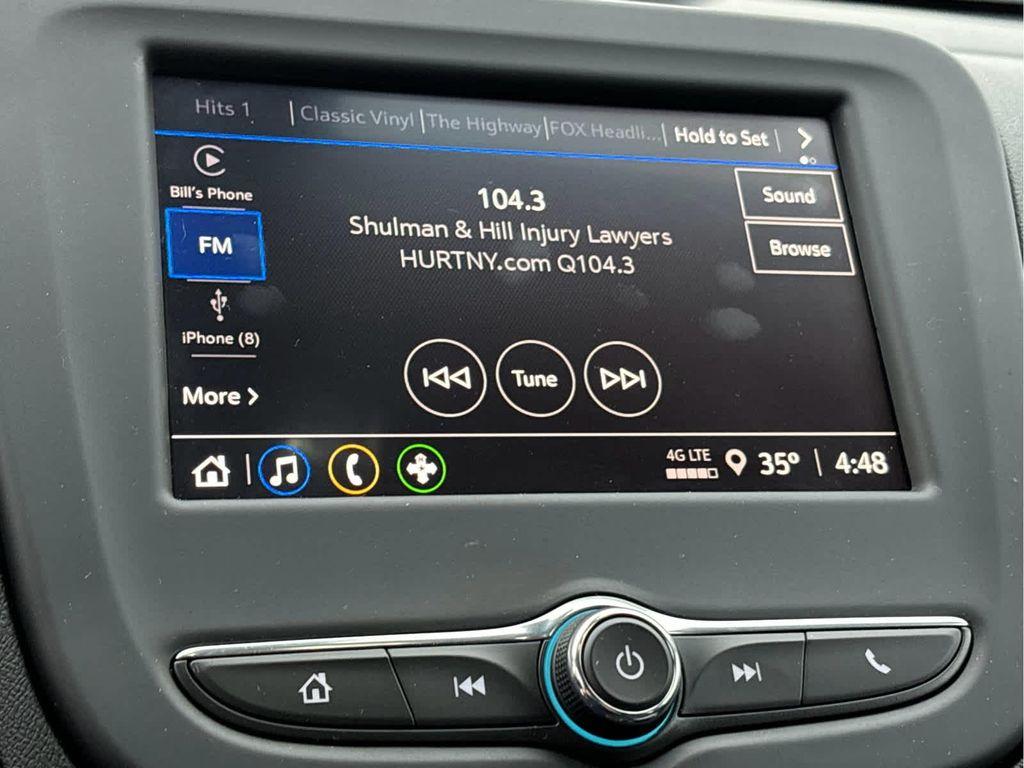 Hits 1 | Classic Vinyl | The Highway | FOX Headli... | Hold to Set |
Bill's Phone
FM
iPhone (8)
More
104.3
Shulman & Hill Injury Lawyers
HURTNY.com Q104.3
Sound
Browse
Tune
4G LTE
35° | 4:48